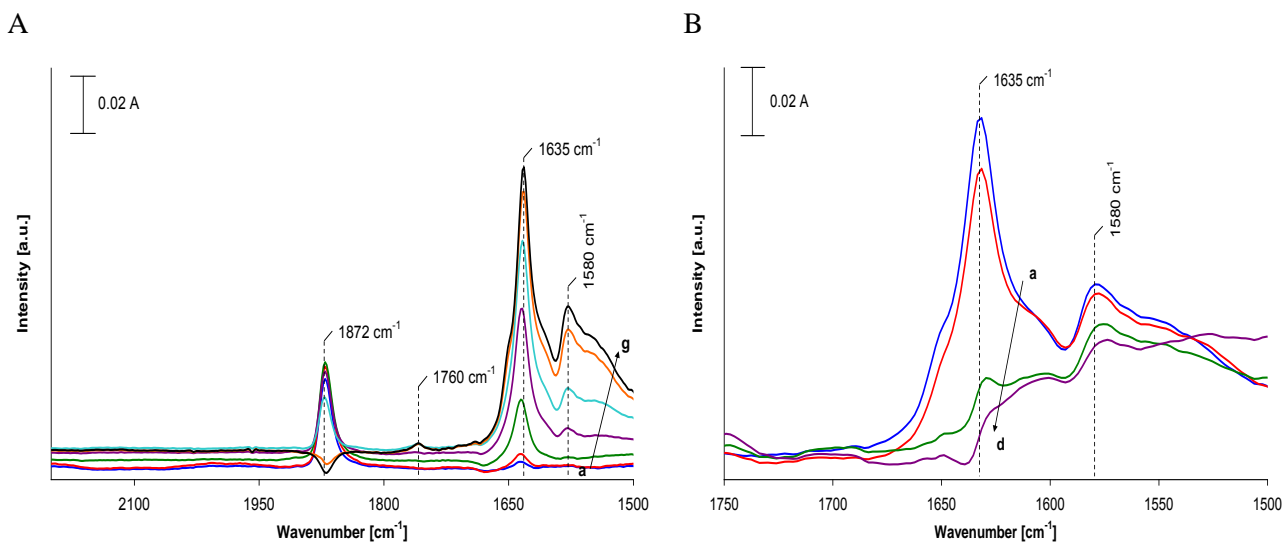 A
B
0.02 A
1635 cm⁻¹
1580 cm⁻¹
1872 cm⁻¹
1760 cm⁻¹
g
a
Intensity [a.u.]
2100
1950
1800
1650
1500
Wavenumber [cm⁻¹]
0.02 A
1635 cm⁻¹
1580 cm⁻¹
a
d
Intensity [a.u.]
1750
1700
1650
1600
1550
1500
Wavenumber [cm⁻¹]